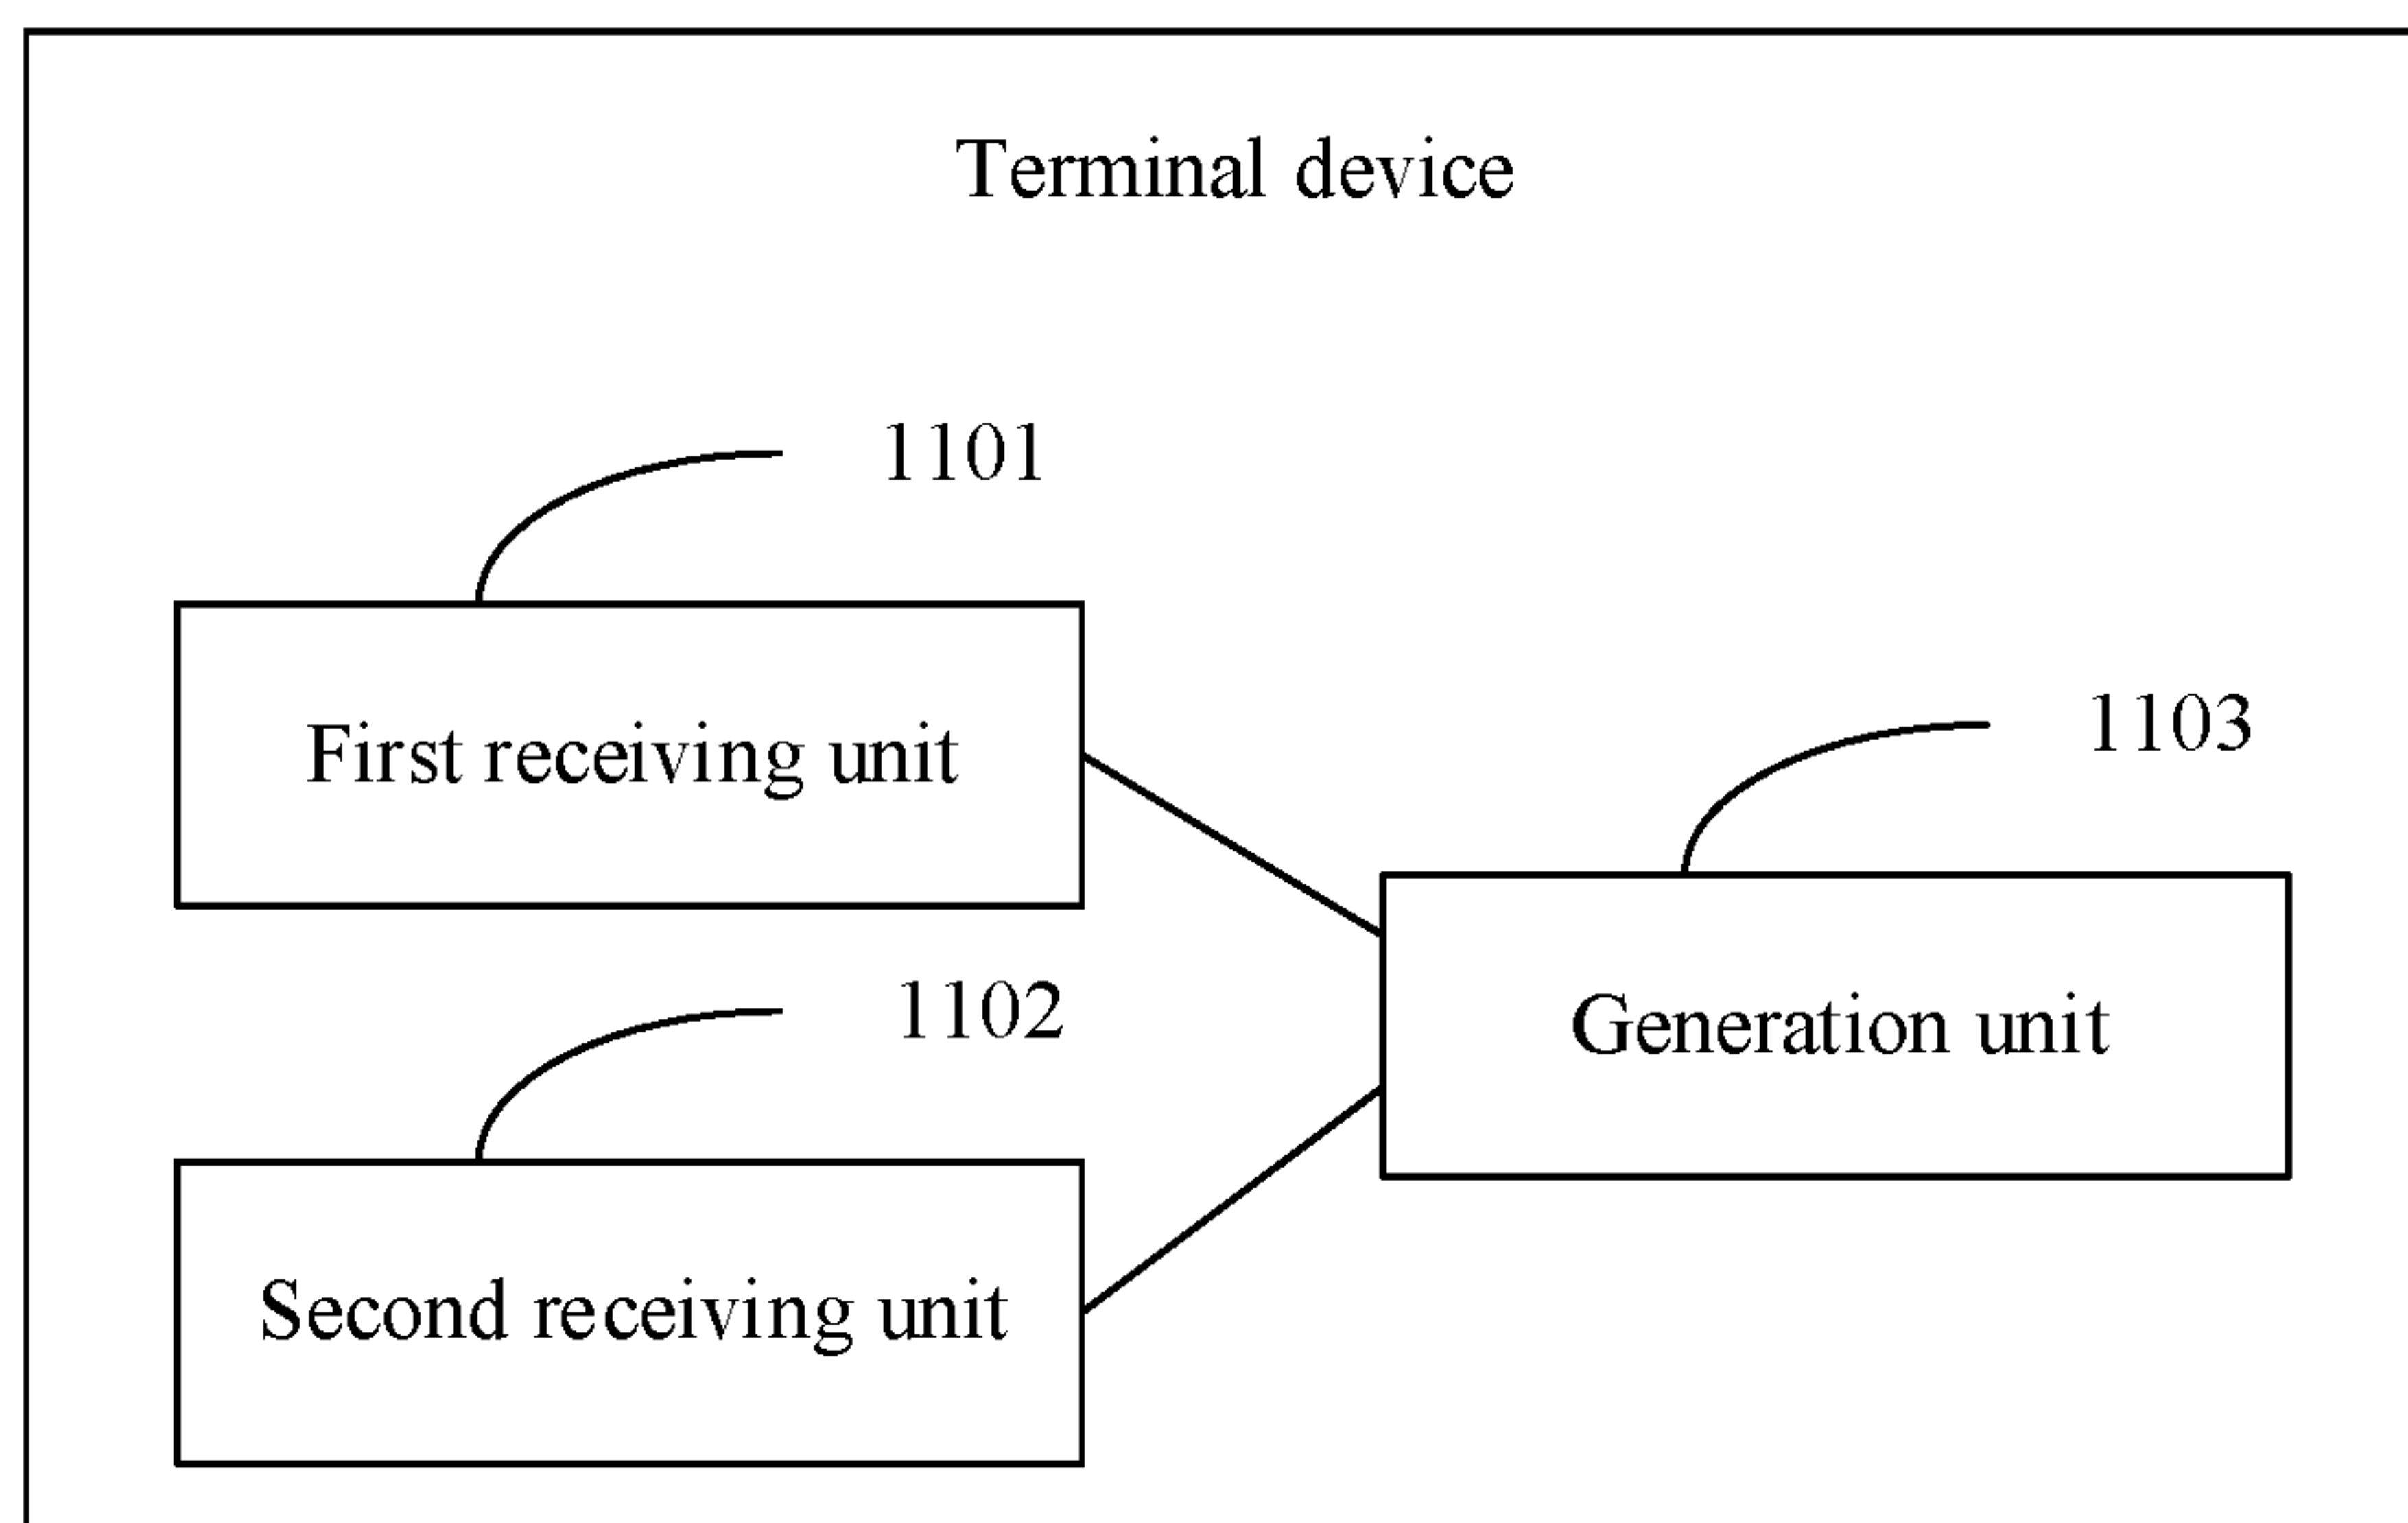 Terminal device
1101
First receiving unit
1103
1102
Generation unit
Second receiving unit